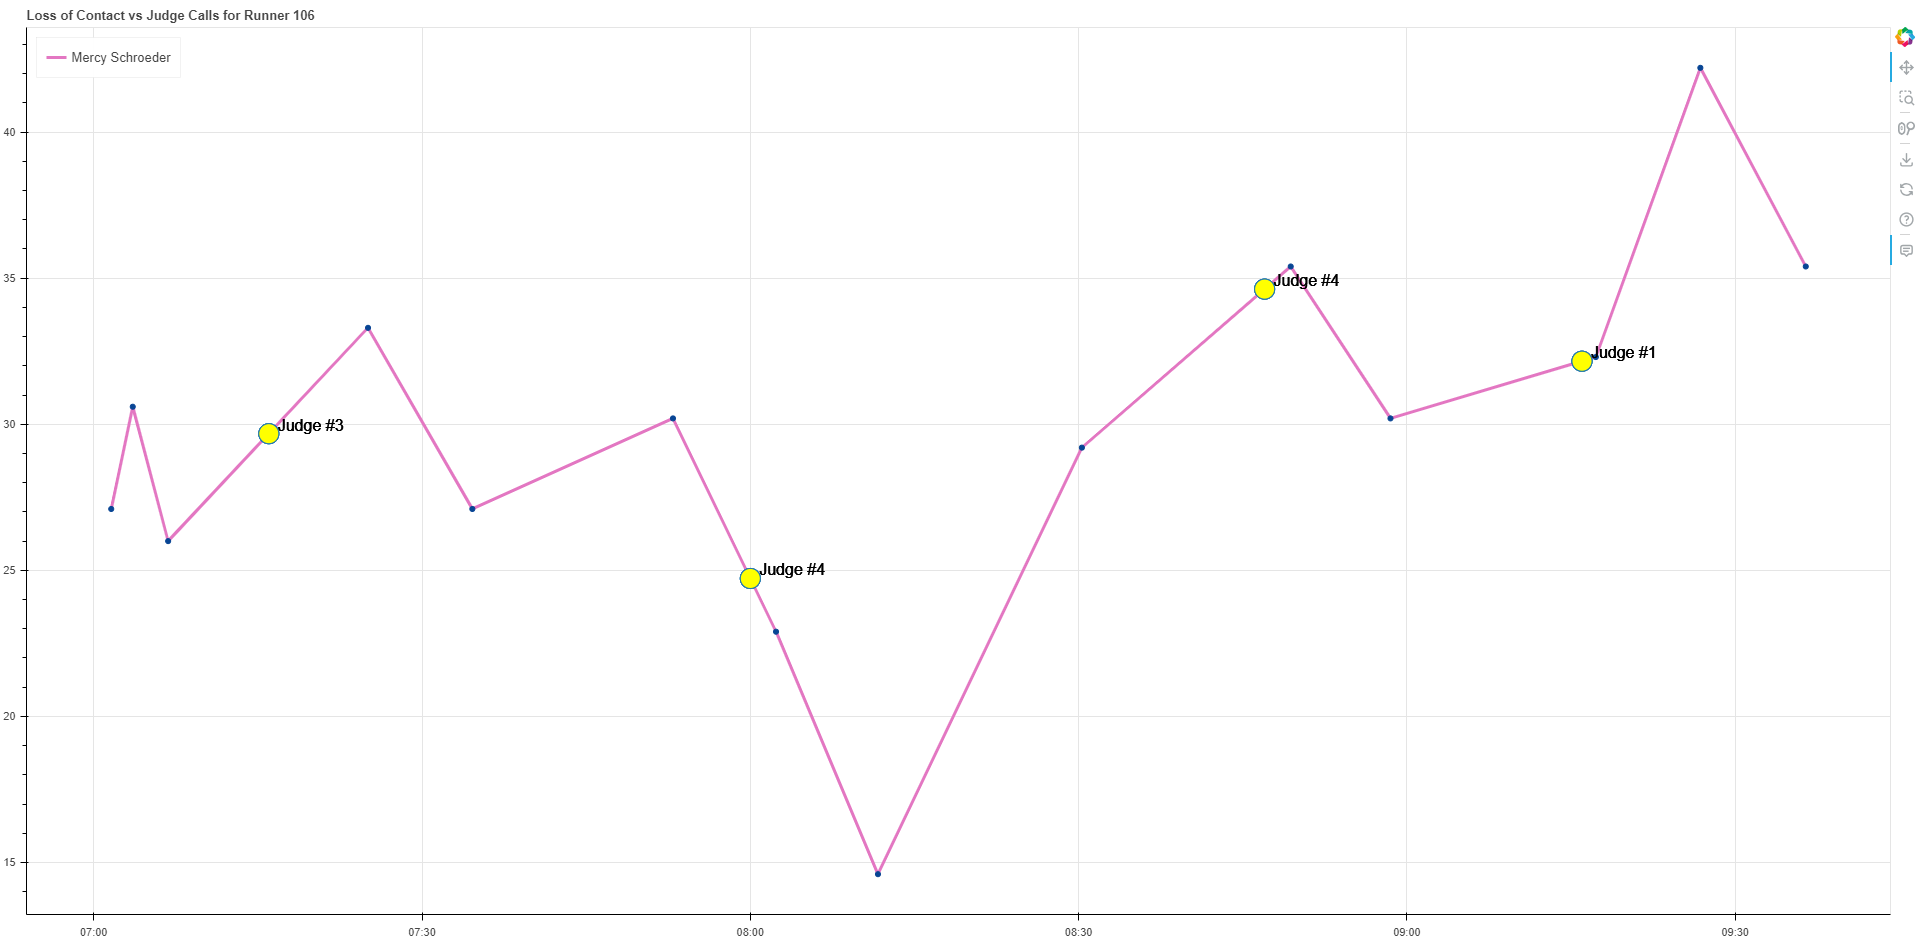 Loss of Contact vs Judge Calls for Runner 106
Mercy Schroeder
40
35
Judge #4
Judge #1
30
Judge #3
25
Judge #4
20
15
07:00 07:30 08:00 08:30 09:00 09:30